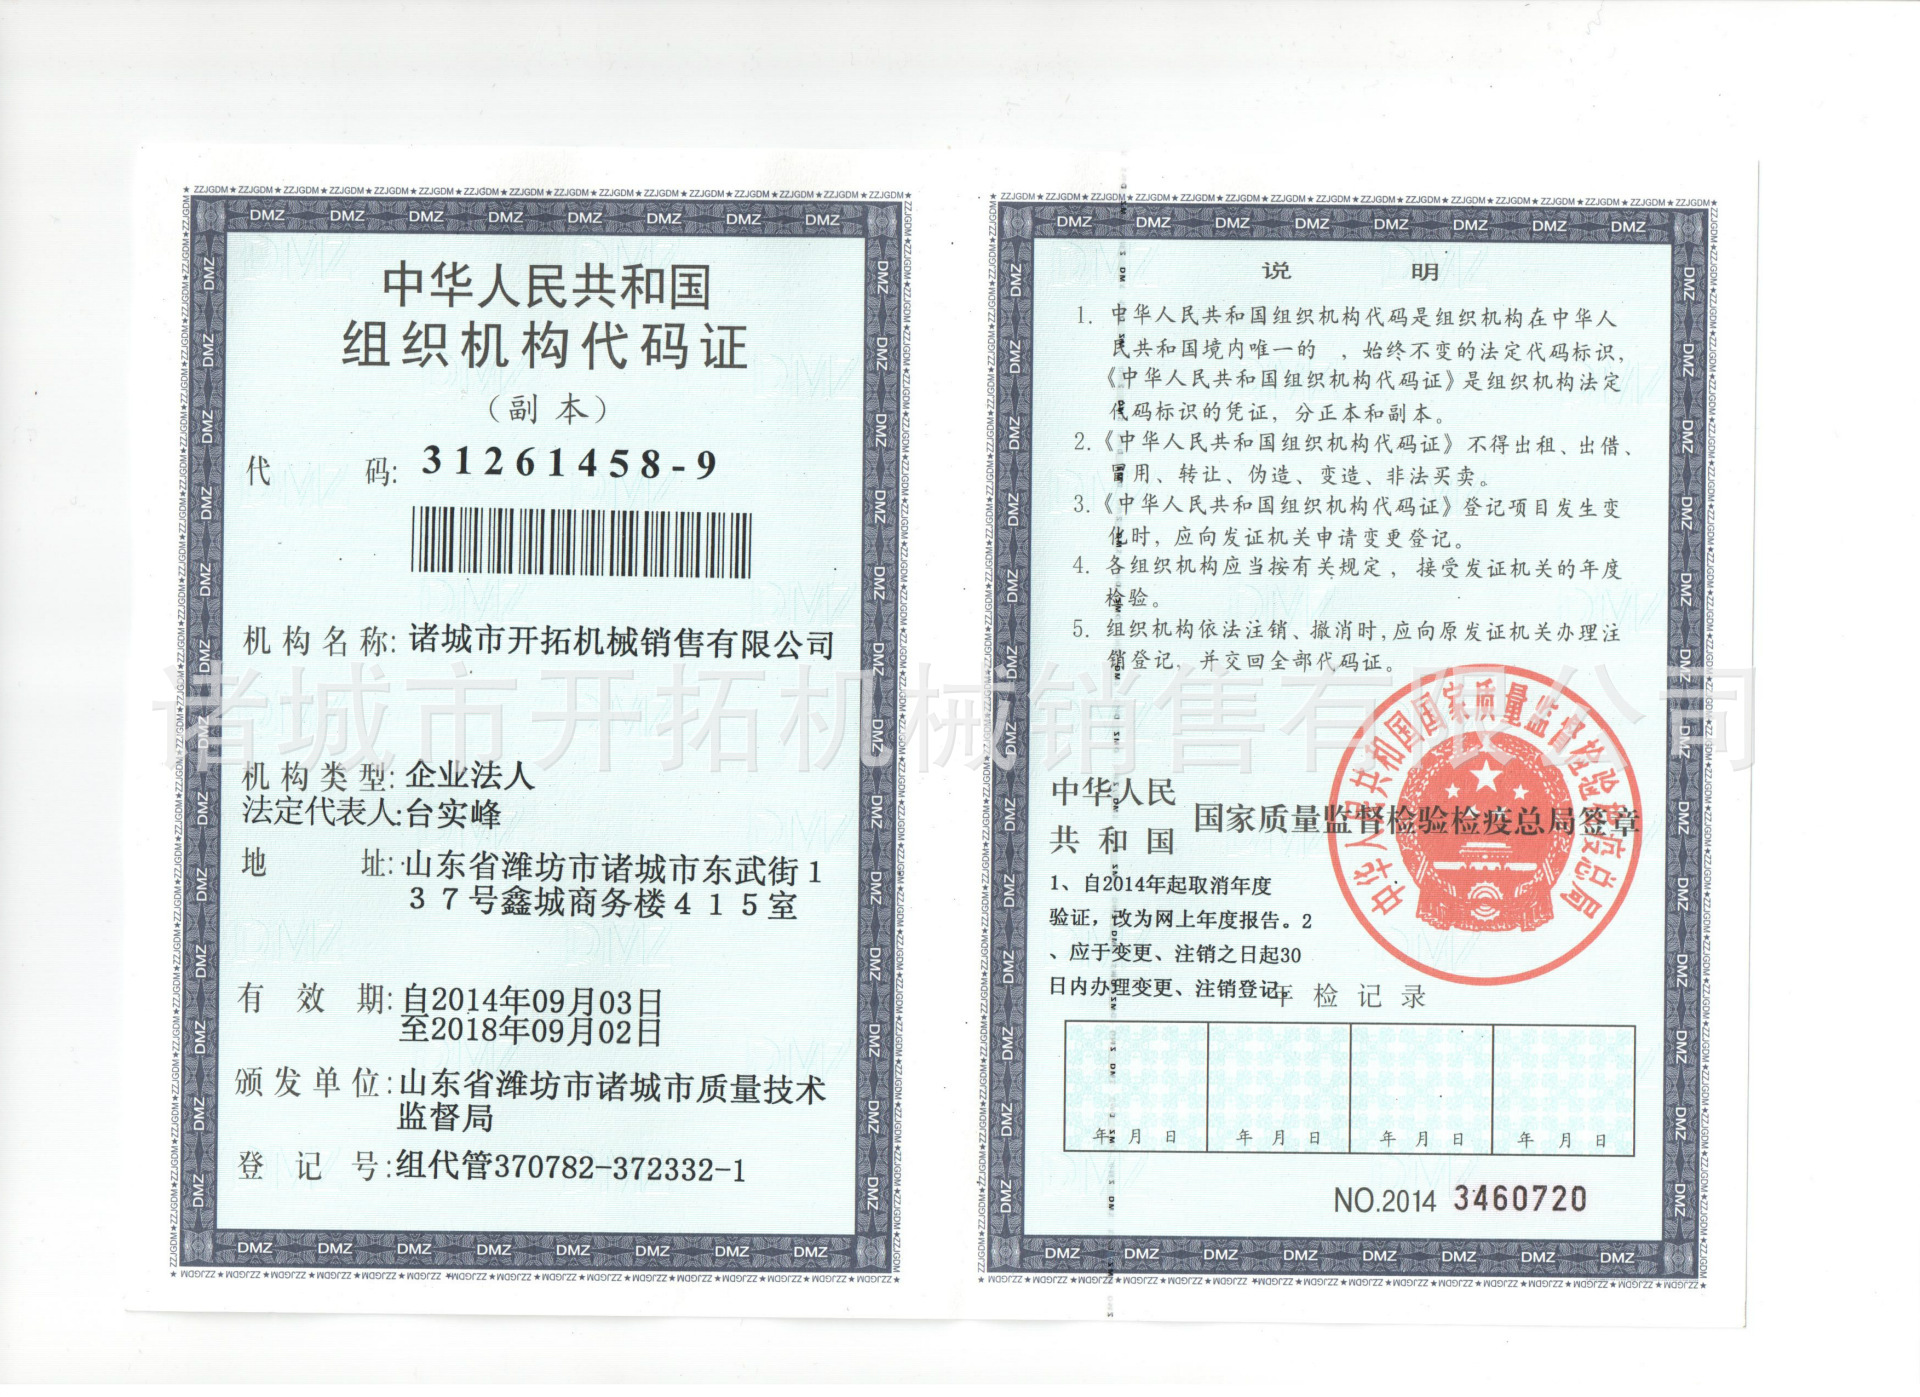 中华人民共和国
组织机构代码证
（副 本）
代 码: 31261458-9
机构名称: 诸城市开拓机械销售有限公司
机构类型: 企业法人
法定代表人: 台实峰
地 址: 山东省潍坊市诸城市东武街1
37号鑫城商务楼415室
有 效 期: 自2014年09月03日
至2018年09月02日
颁发单位: 山东省潍坊市诸城市质量技术
监督局
登 记 号: 组代管370782-372332-1
说 明
1. 中华人民共和国组织机构代码是组织机构在中华人
民共和国境内唯一的 ，始终不变的法定代码标识，
《中华人民共和国组织机构代码证》是组织机构法定
代码标识的凭证，分正本和副本。
2.《中华人民共和国组织机构代码证》不得出租、出借、
用、转让、伪造、变造、非法买卖。
3.《中华人民共和国组织机构代码证》登记项目发生变
化时，应向发证机关申请变更登记。
4. 各组织机构应当按有关规定，接受发证机关的年度
检验。
5. 组织机构依法注销、撤消时,应向原发证机关办理注
销登记，并交回全部代码证。
中华人民
共和国
国家质量监督检验检疫总局签章
中华人民共和国国家质量监督检验检疫总局
1、自2014年起取消年度
验证，改为网上年度报告。2
、应于变更、注销之日起30
日内办理变更、注销登记。
年检记录
年 月 日 年 月 日 年 月 日 年 月 日
NO.2014 3460720
诸城市开拓机械销售有限公司